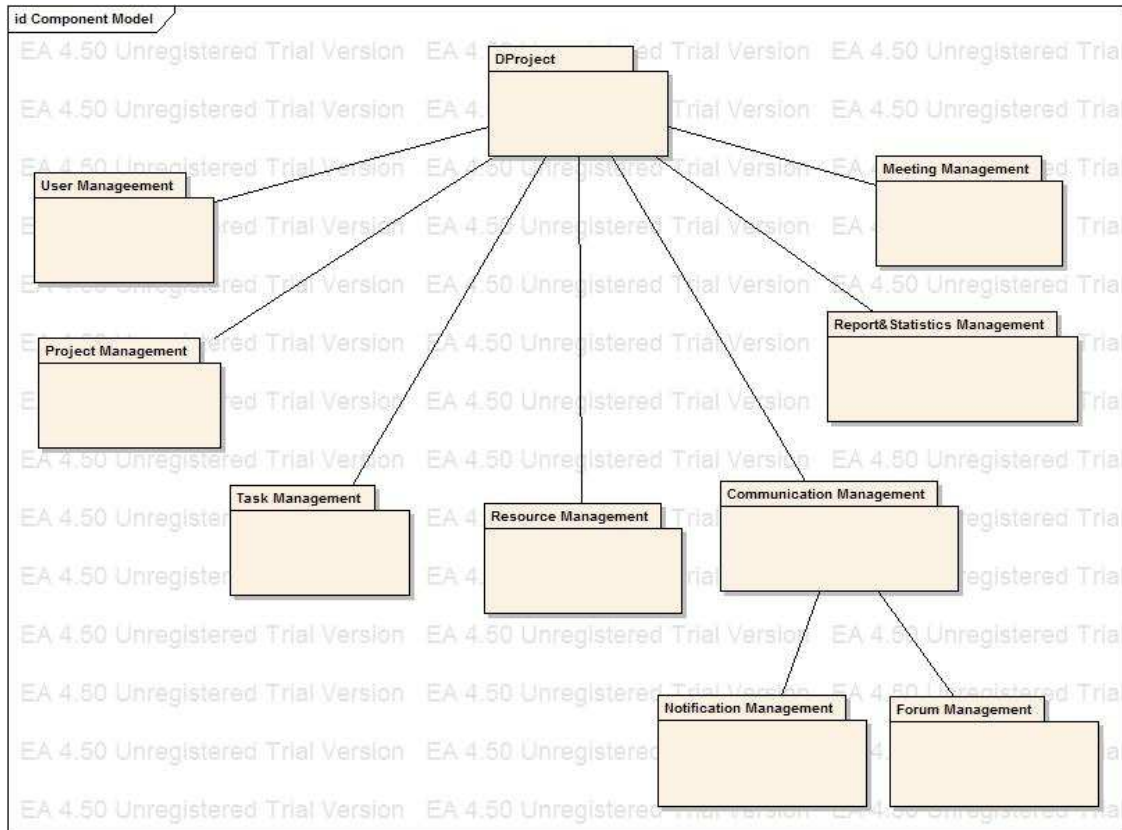 id Component Model
EA 4.50 Unregistered Trial Version
DProject
User Manageement
Meeting Management
Project Management
Report&Statistics Management
Task Management
Resource Management
Communication Management
Notification Management
Forum Management